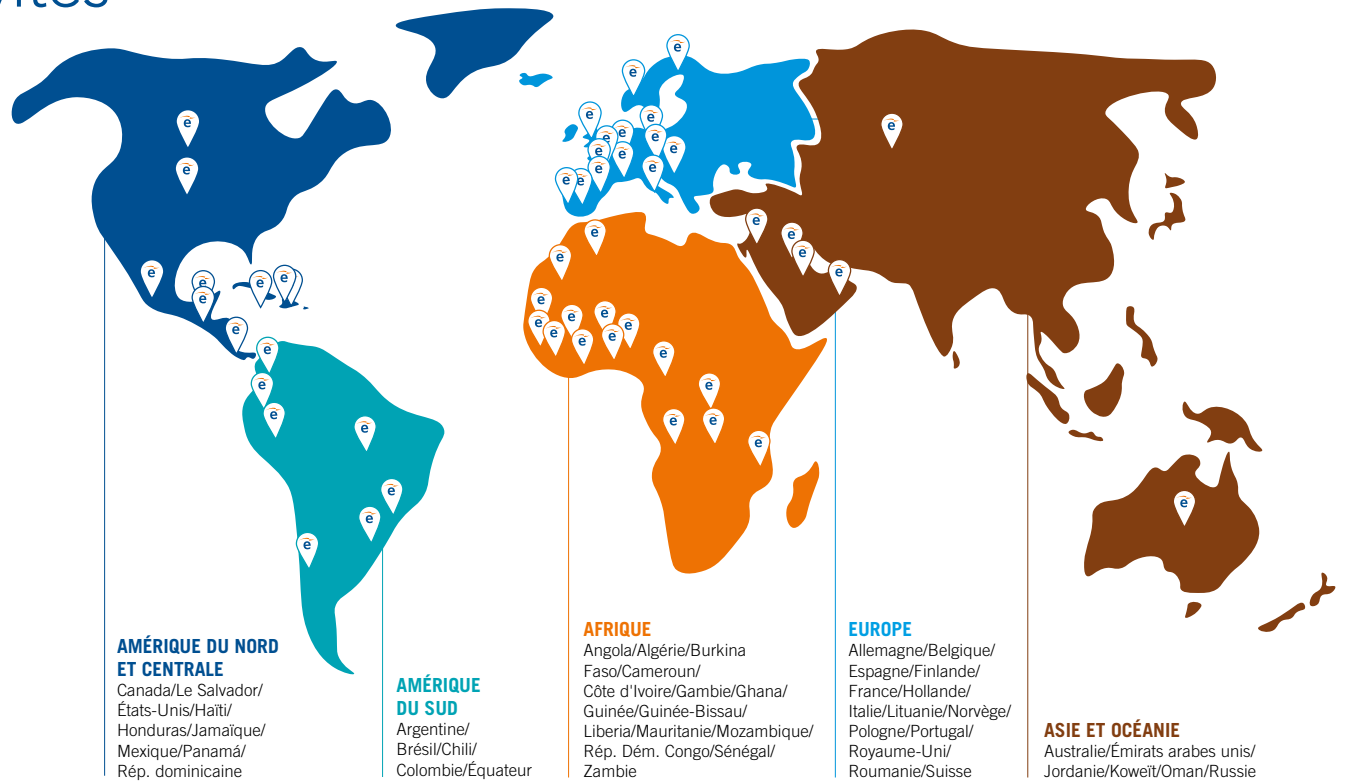 AMÉRIQUE DU NORD
ET CENTRALE
Canada/Le Salvador/
États-Unis/Haïti/
Honduras/Jamaïque/
Mexique/Panamá/
Rép. dominicaine
AMÉRIQUE
DU SUD
Argentine/
Brésil/Chili/
Colombie/Équateur
AFRIQUE
Angola/Algérie/Burkina
Faso/Cameroun/
Côte d'Ivoire/Gambie/Ghana/
Guinée/Guinée-Bissau/
Liberia/Mauritanie/Mozambique/
Rép. Dém. Congo/Sénégal/
Zambie
EUROPE
Allemagne/Belgique/
Espagne/Finlande/
France/Hollande/
Italie/Lituanie/Norvège/
Pologne/Portugal/
Royaume-Uni/
Roumanie/Suisse
ASIE ET OCÉANIE
Australie/Émirats arabes unis/
Jordanie/Koweït/Oman/Russie